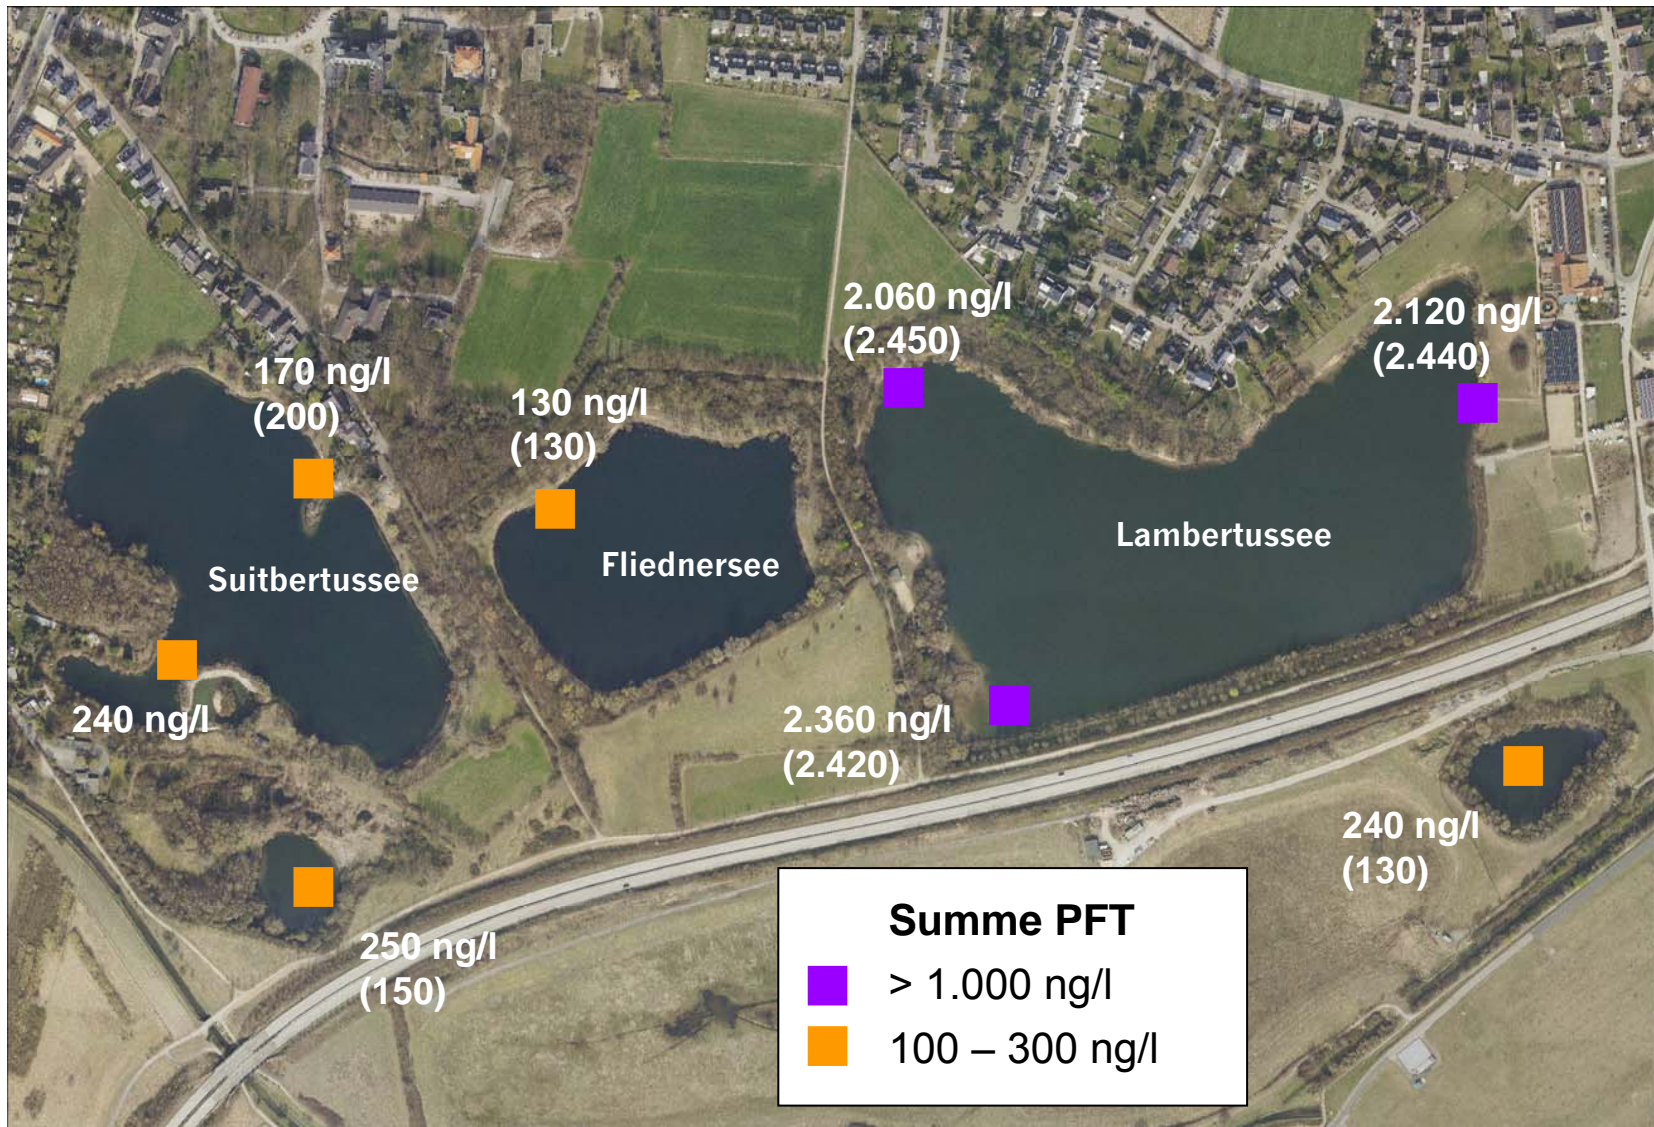 2.060 ng/l
(2.450)
2.120 ng/l
(2.440)
170 ng/l
(200)
130 ng/l
(130)
Lambertussee
Fliednersee
Suitbertussee
240 ng/l
2.360 ng/l
(2.420)
240 ng/l
(130)
250 ng/l
(150)
Summe PFT
> 1.000 ng/l
100 – 300 ng/l